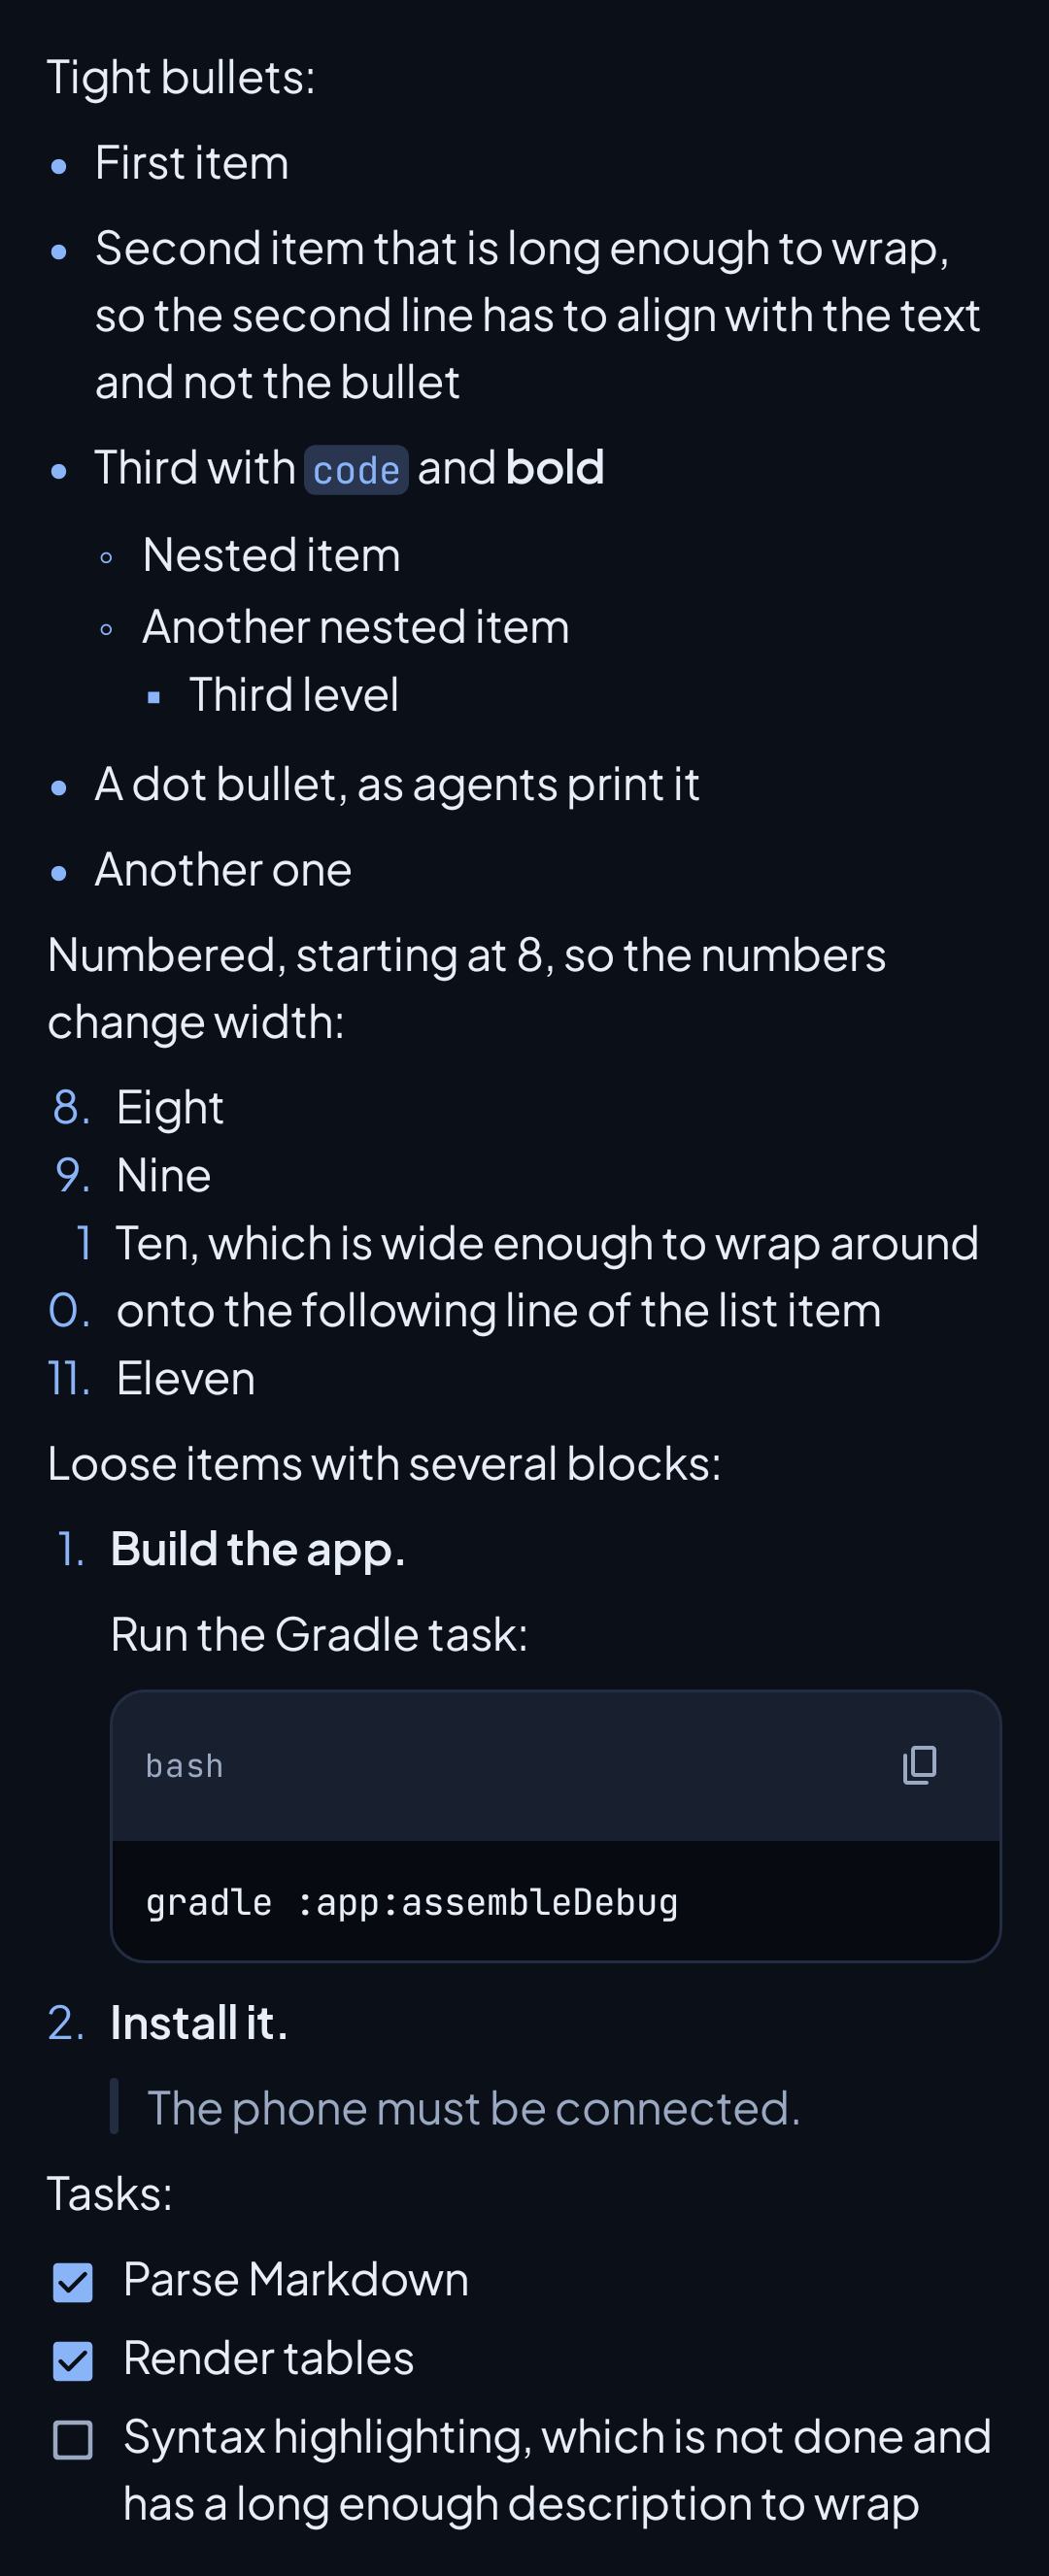 Tight bullets:
• First item
• Second item that is long enough to wrap,
so the second line has to align with the text
and not the bullet
• Third with code and bold
◦ Nested item
◦ Another nested item
▪ Third level
• A dot bullet, as agents print it
• Another one
Numbered, starting at 8, so the numbers
change width:
8. Eight
9. Nine
1 Ten, which is wide enough to wrap around
0. onto the following line of the list item
11. Eleven
Loose items with several blocks:
1. Build the app.
Run the Gradle task:
bash
gradle :app:assembleDebug
2. Install it.
The phone must be connected.
Tasks:
Parse Markdown
Render tables
Syntax highlighting, which is not done and
has a long enough description to wrap